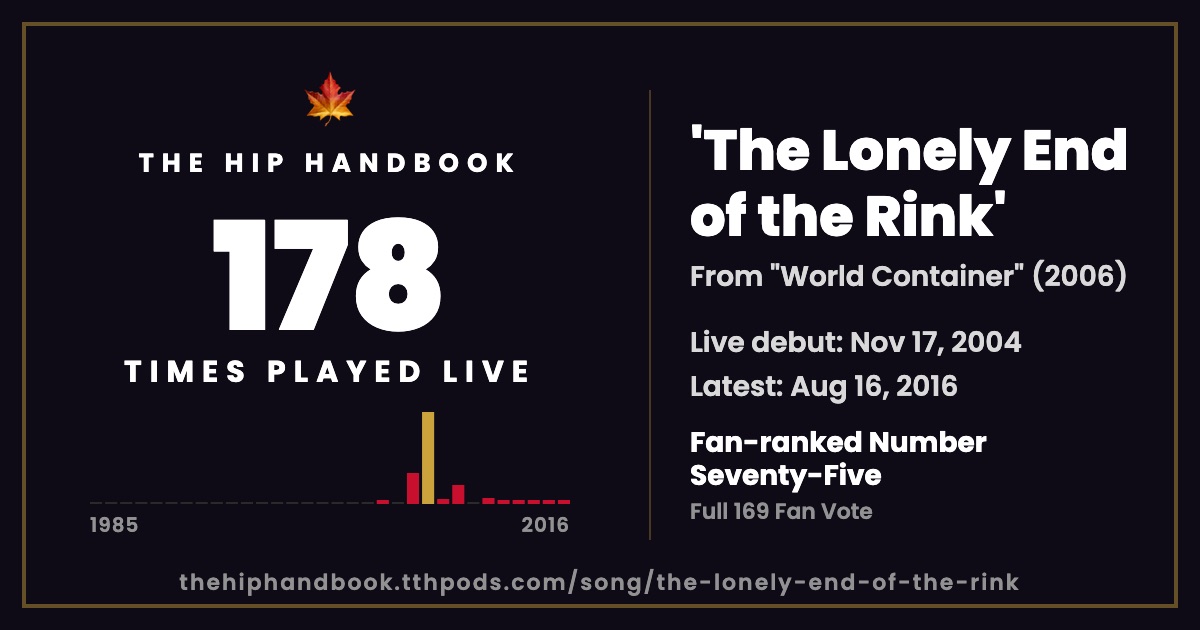 THE HIP HANDBOOK
178
TIMES PLAYED LIVE
1985
2016
'The Lonely End
of the Rink'
From "World Container" (2006)
Live debut: Nov 17, 2004
Latest: Aug 16, 2016
Fan-ranked Number
Seventy-Five
Full 169 Fan Vote
thehiphandbook.tthpods.com/song/the-lonely-end-of-the-rink